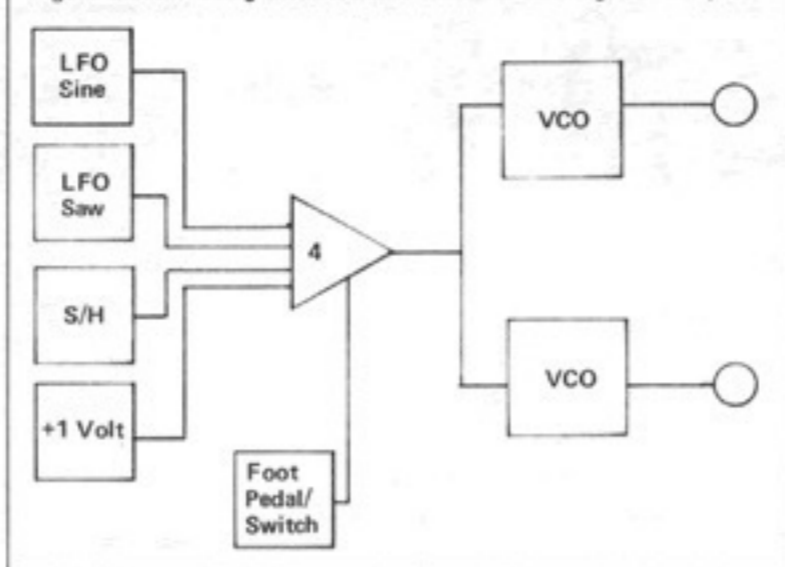 LFO
Sine
LFO
Saw
S/H
+1 Volt
4
Foot
Pedal/
Switch
VCO
VCO